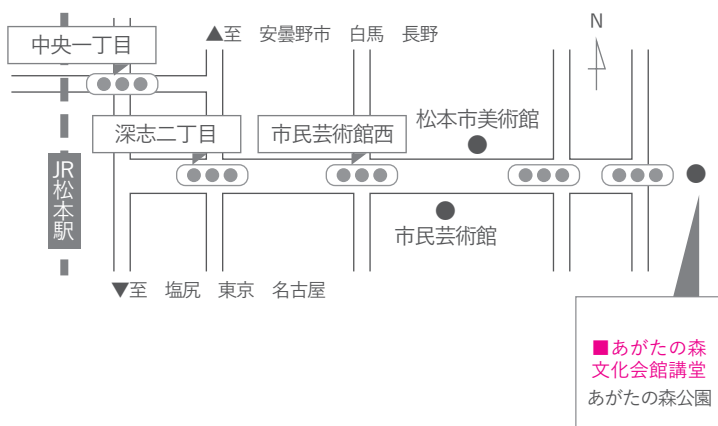 中央一丁目
▲至 安曇野市 白馬 長野
N
深志二丁目
市民芸術館西
松本市美術館
JR松本駅
市民芸術館
▼至 塩尻 東京 名古屋
■あがたの森
文化会館講堂
あがたの森公園